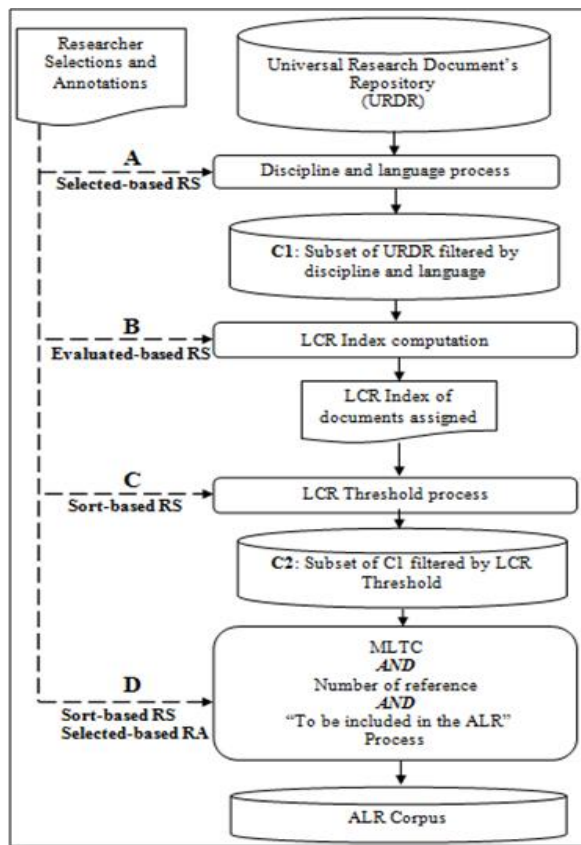 Researcher
Selections and
Annotations
Universal Research Document's
Repository
(URDR)
A
Selected-based RS
Discipline and language process
C1: Subset of URDR filtered by
discipline and language
B
Evaluated-based RS
LCR Index computation
LCR Index of
documents assigned
C
Sort-based RS
LCR Threshold process
C2: Subset of C1 filtered by LCR
Threshold
D
Sort-based RS
Selected-based RA
MLTC
AND
Number of reference
AND
“To be included in the ALR”
Process
ALR Corpus